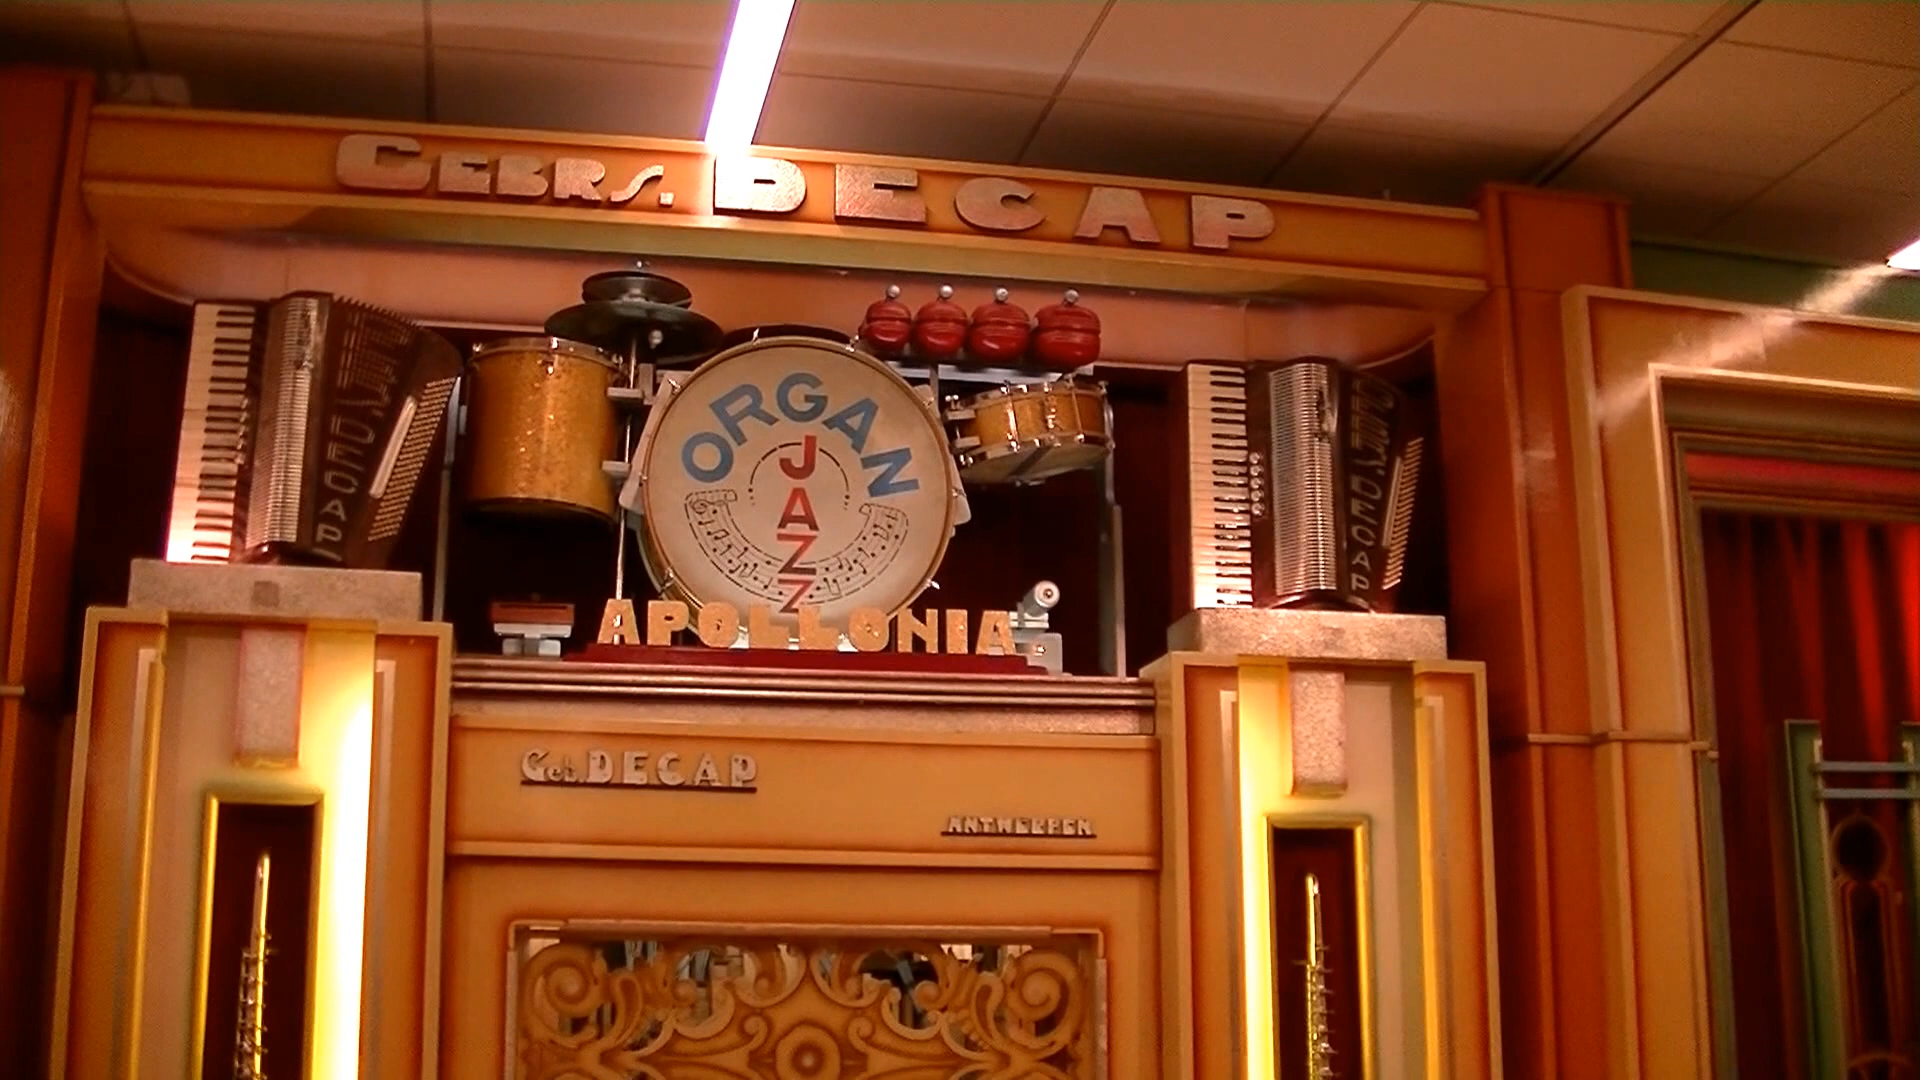 GEBRS. DECAP
ORGAN
JAZZ
APOLLONIA
Geb. DECAP
ANTWERPEN
DECAP
DECAP